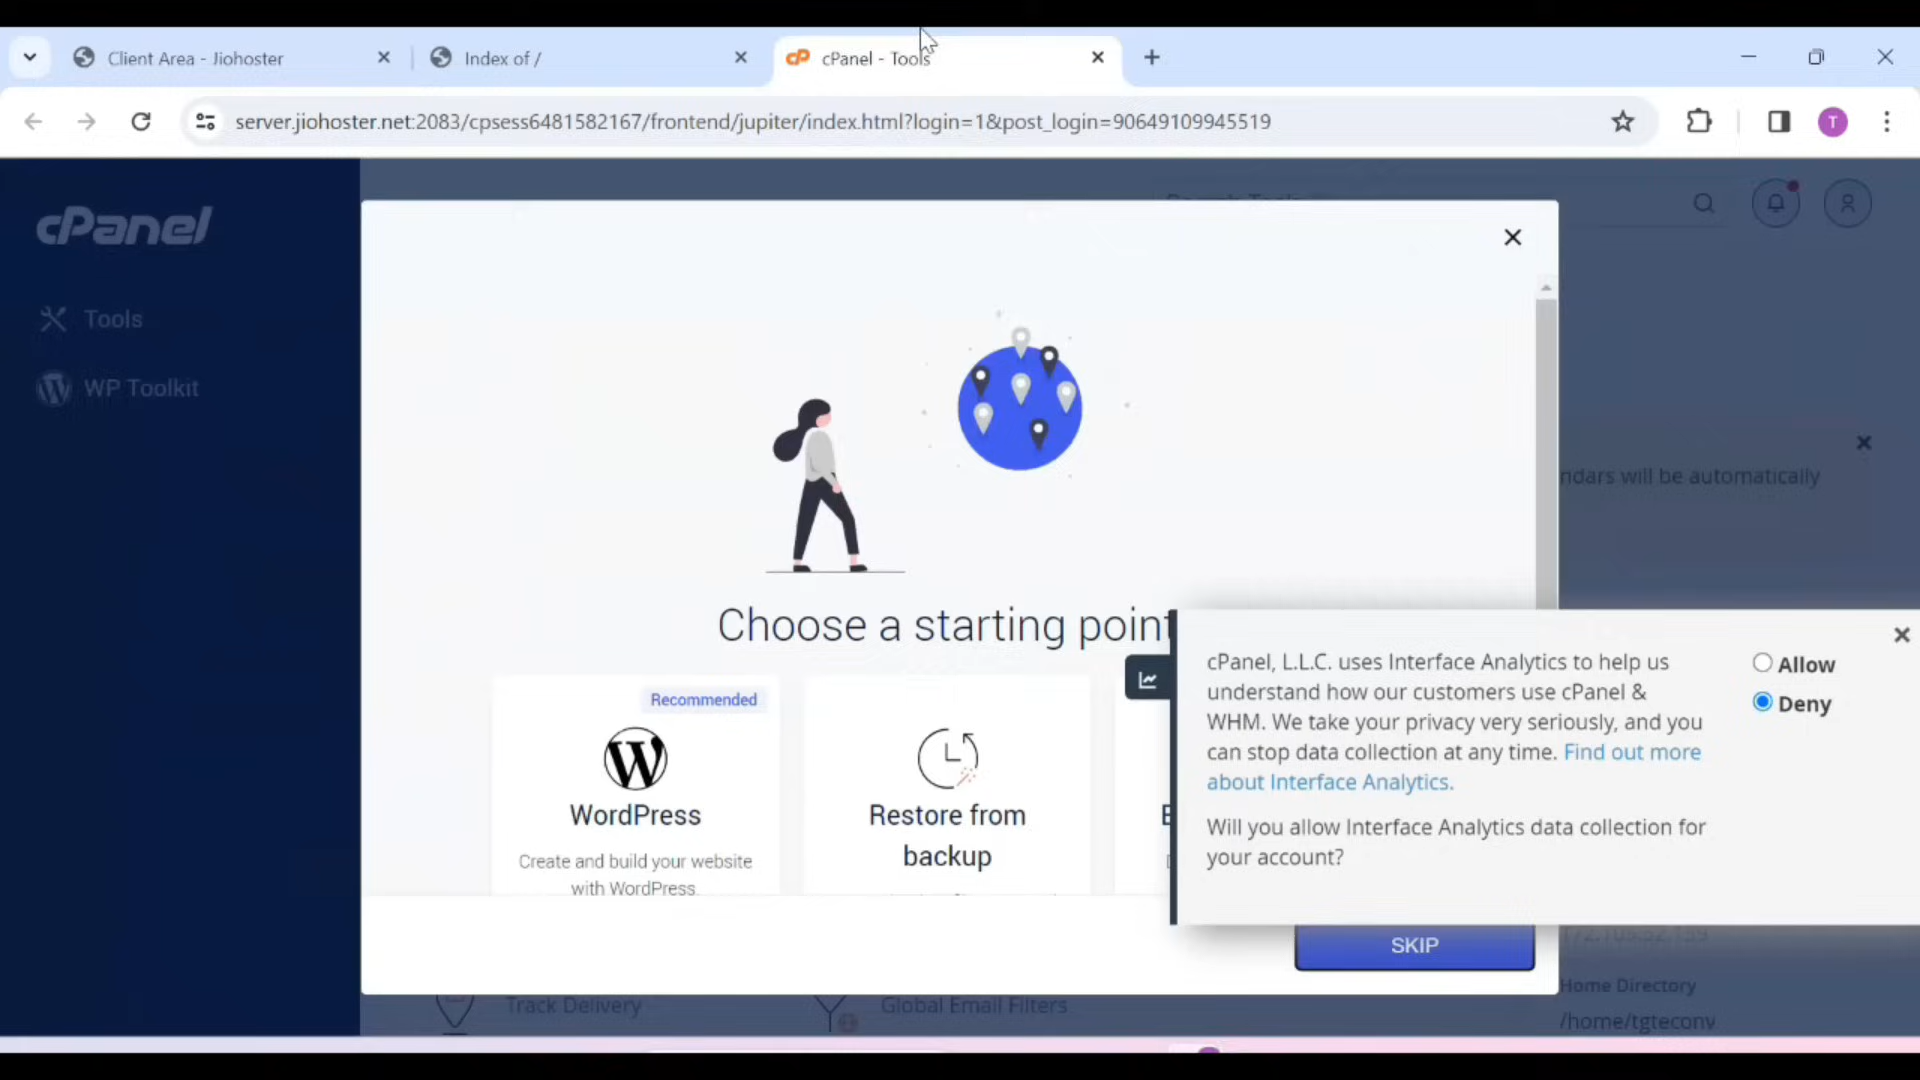 Client Area - Jiohoster
Index of /
cPanel - Tools
server.jiohoster.net:2083/cpsess6481582167/frontend/jupiter/index.html?login=1&post_login=90649109945519
T
cPanel
Tools
WP Toolkit
ndars will be automatically
Choose a starting point
Recommended
WordPress
Create and build your website
with WordPress.
Restore from
backup
cPanel, L.L.C. uses Interface Analytics to help us
understand how our customers use cPanel &
WHM. We take your privacy very seriously, and you
can stop data collection at any time. Find out more
about Interface Analytics.
Will you allow Interface Analytics data collection for
your account?
Allow
Deny
SKIP
Track Delivery
Global Email Filters
Home Directory
/home/tgteconv